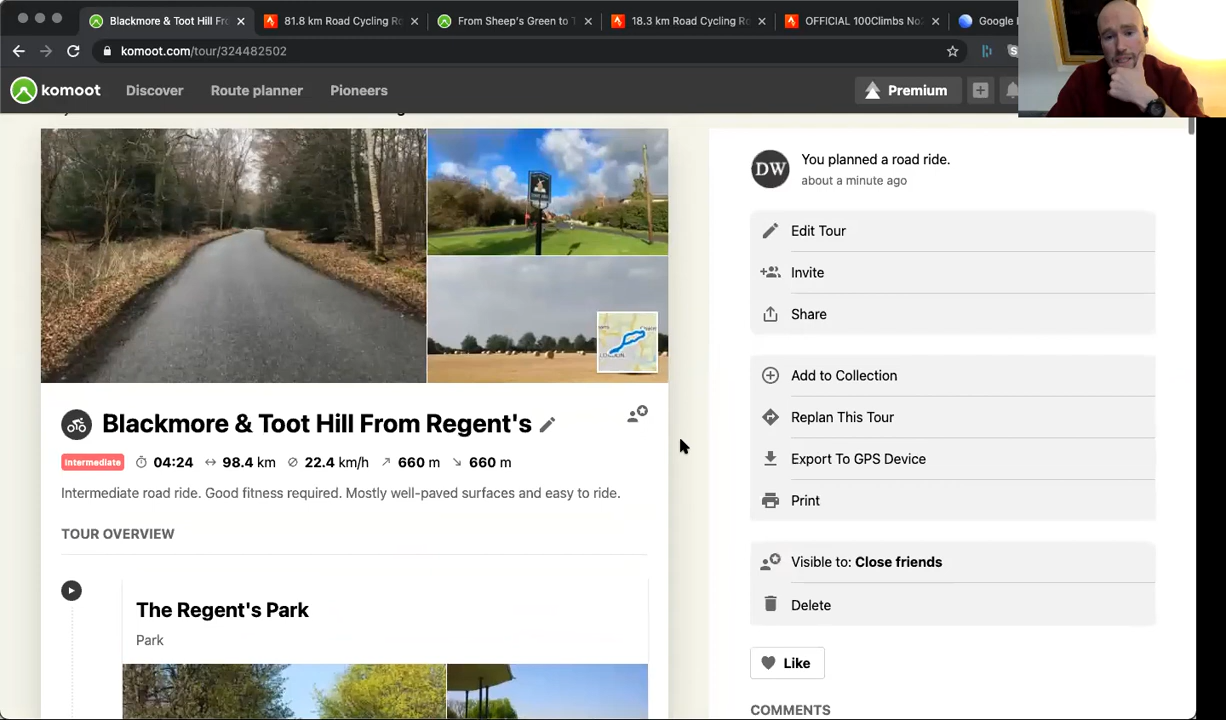 Blackmore & Toot Hill Fr
81.8 km Road Cycling Ro
From Sheep's Green to T
18.3 km Road Cycling Ro
OFFICIAL 100Climbs No
Google
komoot.com/tour/324482502
komoot
Discover
Route planner
Pioneers
Premium
You planned a road ride.
about a minute ago
Edit Tour
Invite
Share
Add to Collection
Replan This Tour
Export To GPS Device
Print
Visible to: Close friends
Delete
Like
COMMENTS
DW
Blackmore & Toot Hill From Regent's
Intermediate 04:24 98.4 km 22.4 km/h 660 m 660 m
Intermediate road ride. Good fitness required. Mostly well-paved surfaces and easy to ride.
TOUR OVERVIEW
The Regent's Park
Park